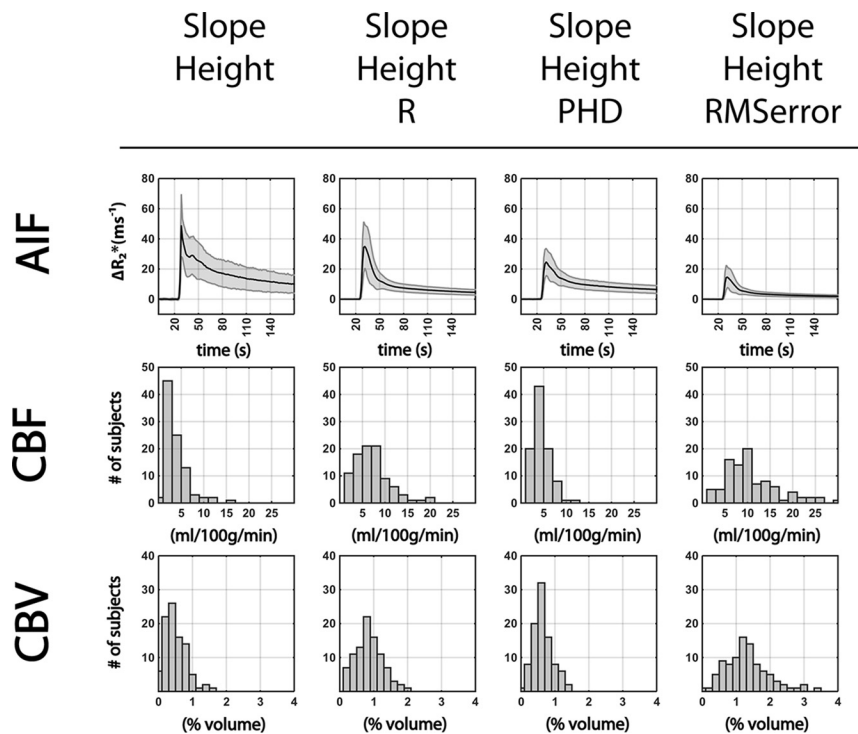 Slope Height
Slope Height R
Slope Height PHD
Slope Height RMSerror
AIF
ΔR₂*(ms⁻¹)
80 60 40 20 0
20 50 80 110 140
time (s)
80 60 40 20 0
20 50 80 110 140
time (s)
80 60 40 20 0
20 50 80 110 140
time (s)
80 60 40 20 0
20 50 80 110 140
time (s)
CBF
# of subjects
50 40 30 20 10 0
5 10 15 20 25
(ml/100g/min)
50 40 30 20 10 0
5 10 15 20 25
(ml/100g/min)
50 40 30 20 10 0
5 10 15 20 25
(ml/100g/min)
50 40 30 20 10 0
5 10 15 20 25
(ml/100g/min)
CBV
# of subjects
40 30 20 10
0 1 2 3 4
(% volume)
40 30 20 10
0 1 2 3 4
(% volume)
40 30 20 10
0 1 2 3 4
(% volume)
40 30 20 10
0 1 2 3 4
(% volume)